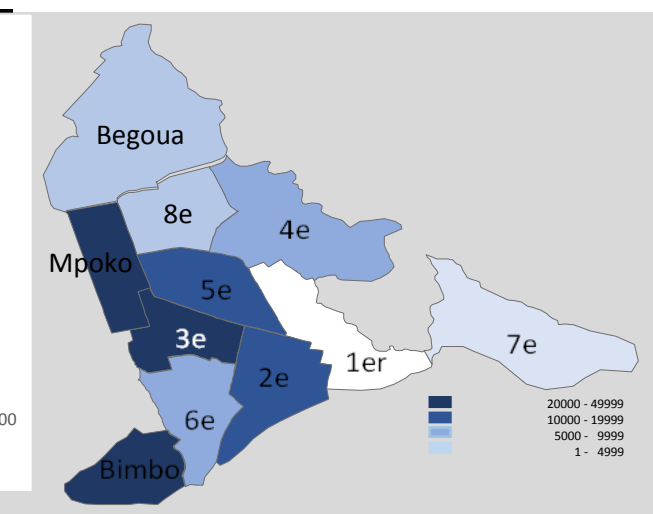 Begoua
8e
4e
Mpoko
5e
3e
1er
7e
2e
6e
Bimbo
00
20000 - 49999
10000 - 19999
5000 - 9999
1 - 4999